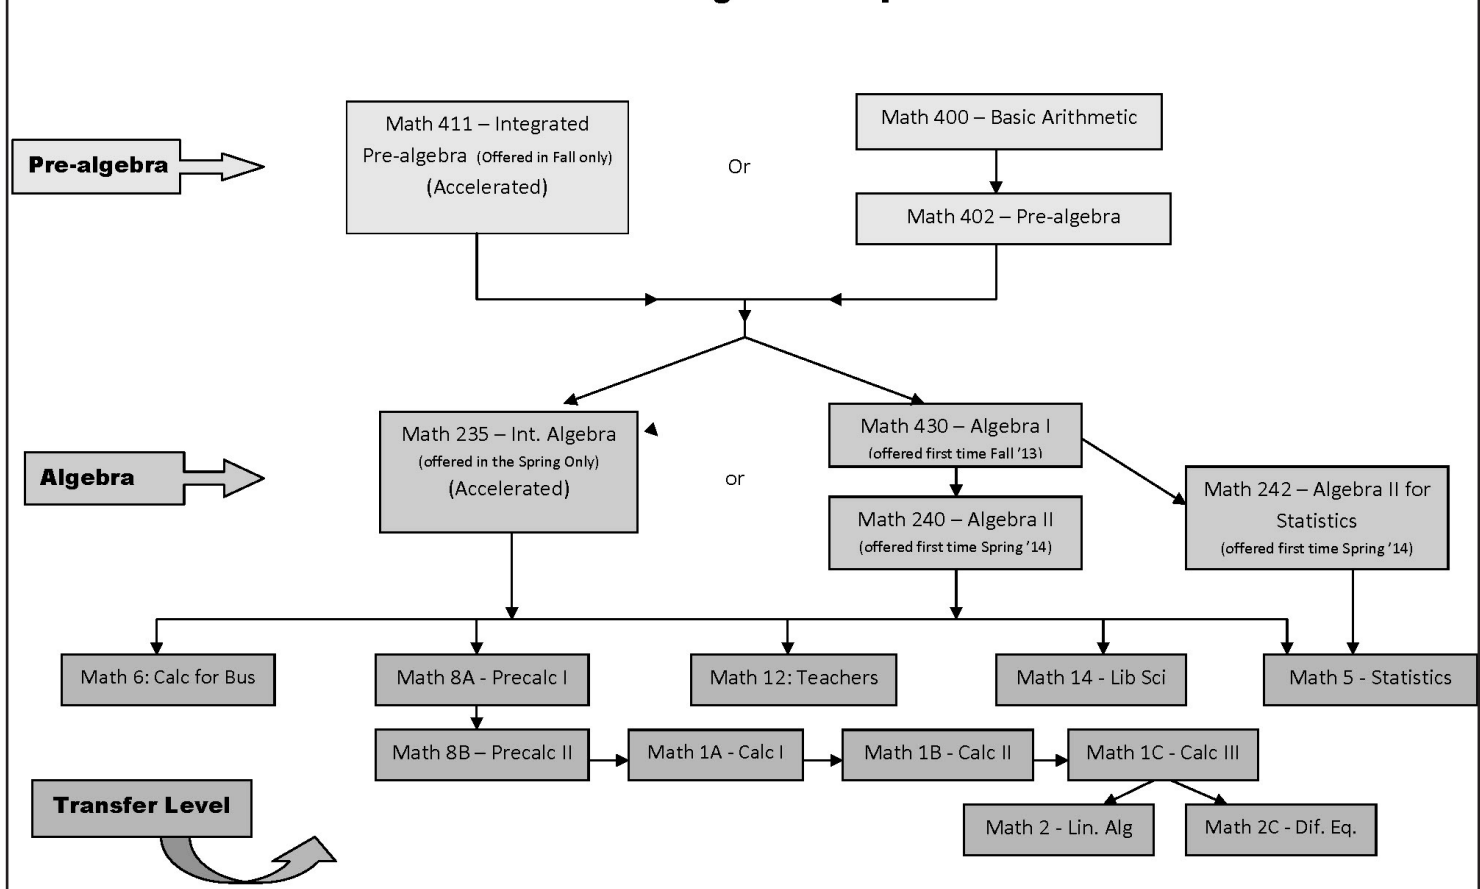 Math 411 – Integrated
Pre-algebra (Offered in Fall only)
(Accelerated)
Or
Math 400 – Basic Arithmetic
Math 402 – Pre-algebra
Pre-algebra
Math 235 – Int. Algebra
(offered in the Spring Only)
(Accelerated)
or
Math 430 – Algebra I
(offered first time Fall '13)
Math 240 – Algebra II
(offered first time Spring '14)
Math 242 – Algebra II for
Statistics
(offered first time Spring '14)
Algebra
Math 6: Calc for Bus
Math 8A - Precalc I
Math 12: Teachers
Math 14 - Lib Sci
Math 5 - Statistics
Math 8B – Precalc II
Math 1A - Calc I
Math 1B - Calc II
Math 1C - Calc III
Transfer Level
Math 2 - Lin. Alg
Math 2C - Dif. Eq.